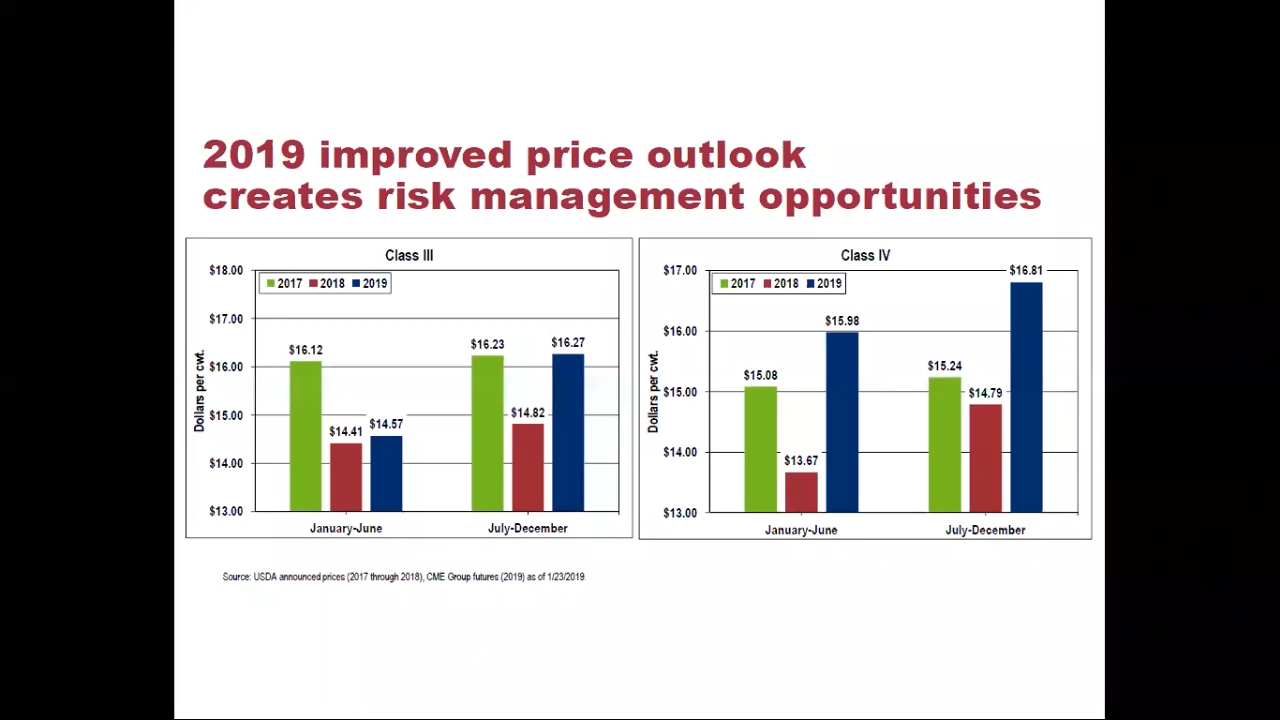 2019 improved price outlook
creates risk management opportunities
Class III
2017 2018 2019
$18.00
$17.00
$16.00
$15.00
$14.00
$13.00
Dollars per cwt.
$16.12
$14.41
$14.57
$16.23
$14.82
$16.27
January-June
July-December
Class IV
2017 2018 2019
$17.00
$16.00
$15.00
$14.00
$13.00
Dollars per cwt.
$15.08
$13.67
$15.98
$15.24
$14.79
$16.81
January-June
July-December
Source: USDA announced prices (2017 through 2018), CME Group futures (2019) as of 1/23/2019